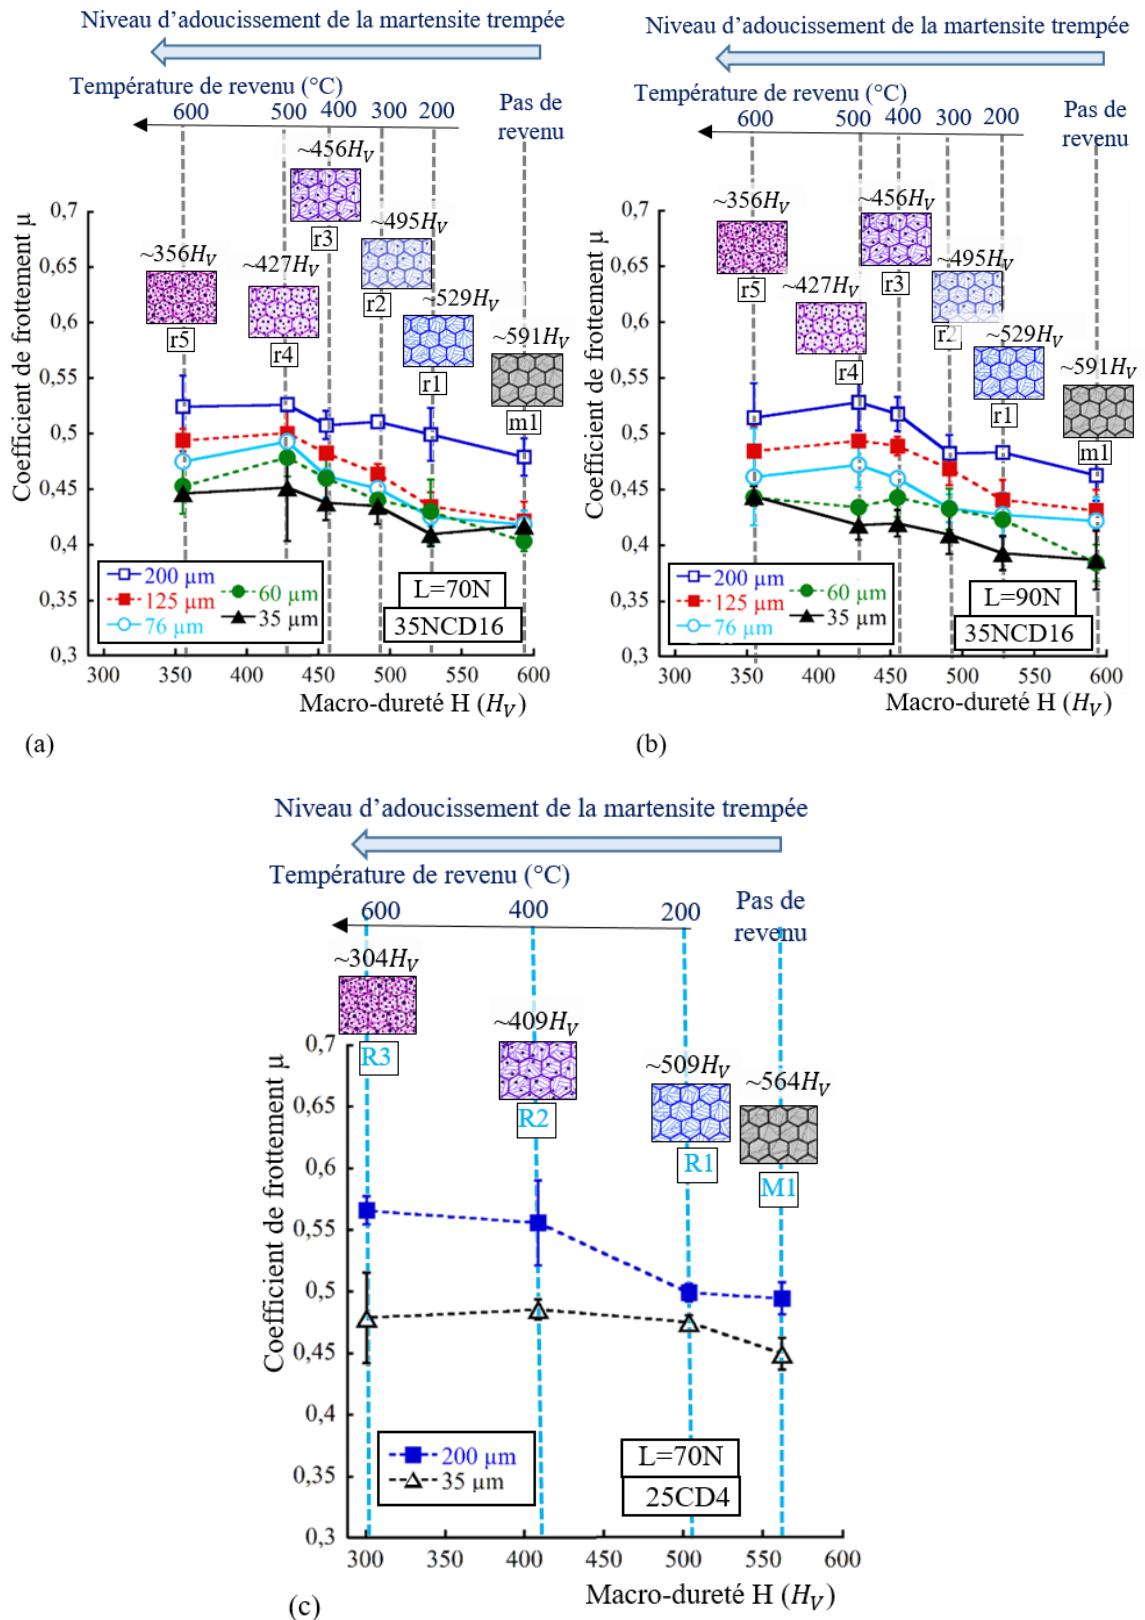 Niveau d'adoucissement de la martensite trempée
Température de revenu (°C)
600 500 400 300 200
Pas de
revenu
~456H_V
~495H_V
~356H_V
~427H_V
~529H_V
~591H_V
r3
r2
r5
r4
r1
m1
Coefficient de frottement μ
0,7
0,65
0,6
0,55
0,5
0,45
0,4
0,35
0,3
200 µm
125 µm
76 µm
60 µm
35 µm
L=70N
35NCD16
300 350 400 450 500 550 600
Macro-dureté H (H_V)
(a)
Niveau d'adoucissement de la martensite trempée
Température de revenu (°C)
600 500 400 300 200
Pas de
revenu
~356H_V
~456H_V
~495H_V
~427H_V
~529H_V
~591H_V
r5
r3
r2
r4
r1
m1
Coefficient de frottement μ
0,7
0,65
0,6
0,55
0,5
0,45
0,4
0,35
0,3
200 µm
125 µm
76 µm
60 µm
35 µm
L=90N
35NCD16
300 350 400 450 500 550 600
Macro-dureté H (H_V)
(b)
Niveau d'adoucissement de la martensite trempée
Température de revenu (°C)
600 400 200
Pas de
revenu
~304H_V
~409H_V
~509H_V
~564H_V
R3
R2
R1
M1
Coefficient de frottement μ
0,7
0,65
0,6
0,55
0,5
0,45
0,4
0,35
0,3
200 µm
35 µm
L=70N
25CD4
300 350 400 450 500 550 600
Macro-dureté H (H_V)
(c)